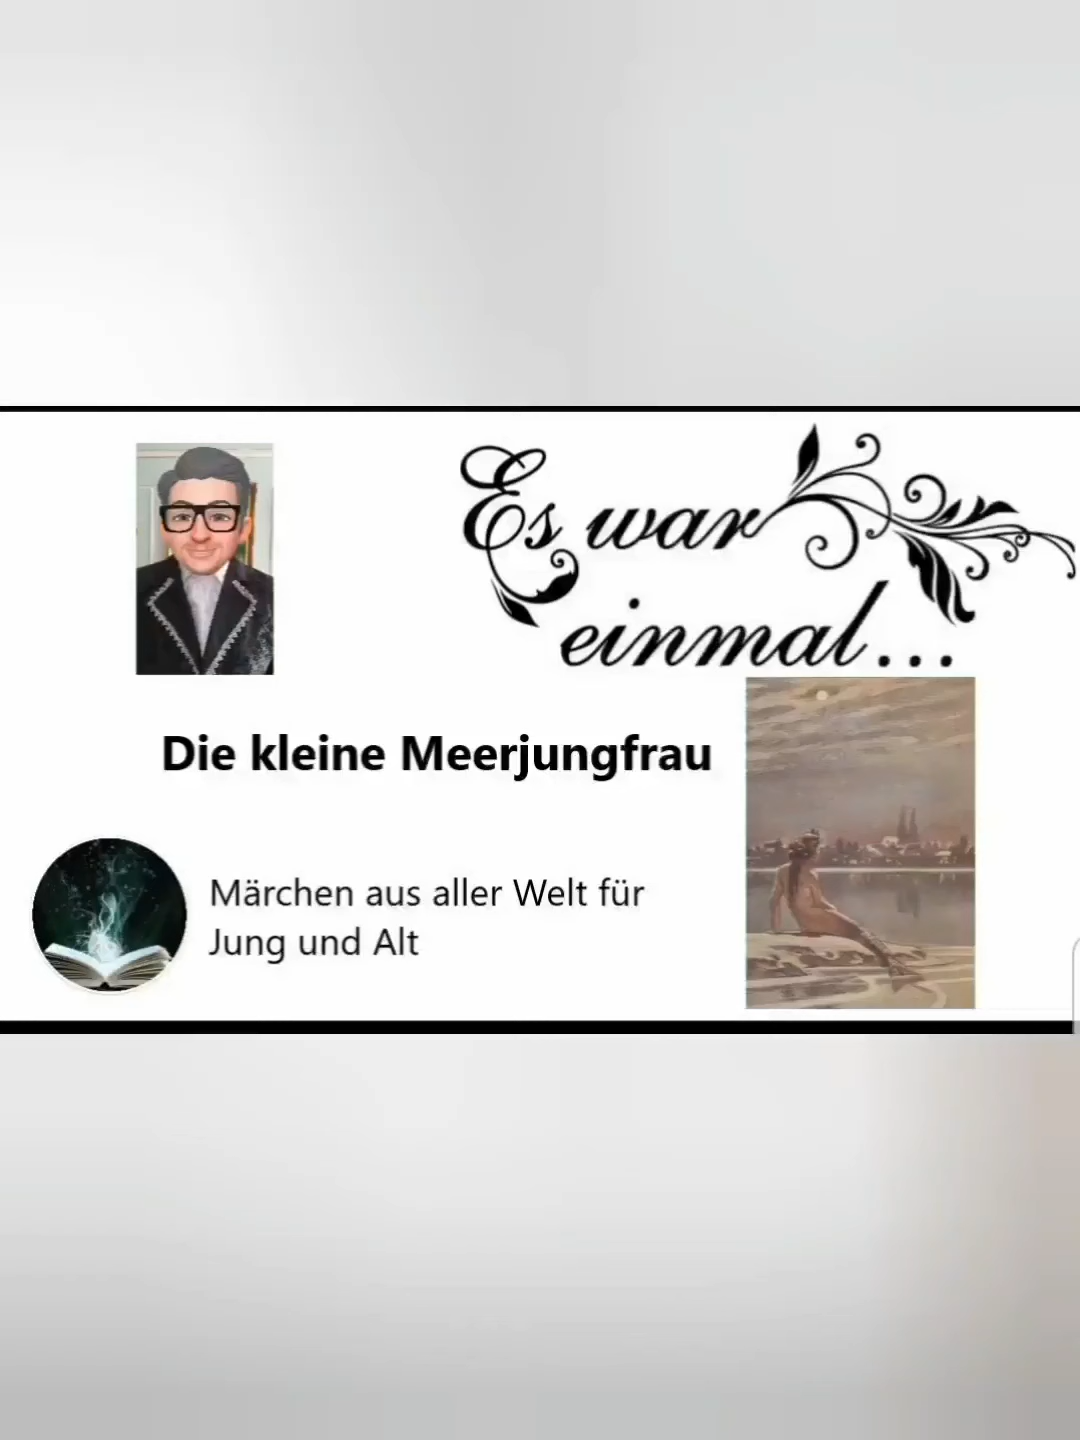 Es war
einmal...
Die kleine Meerjungfrau
Märchen aus aller Welt für
Jung und Alt